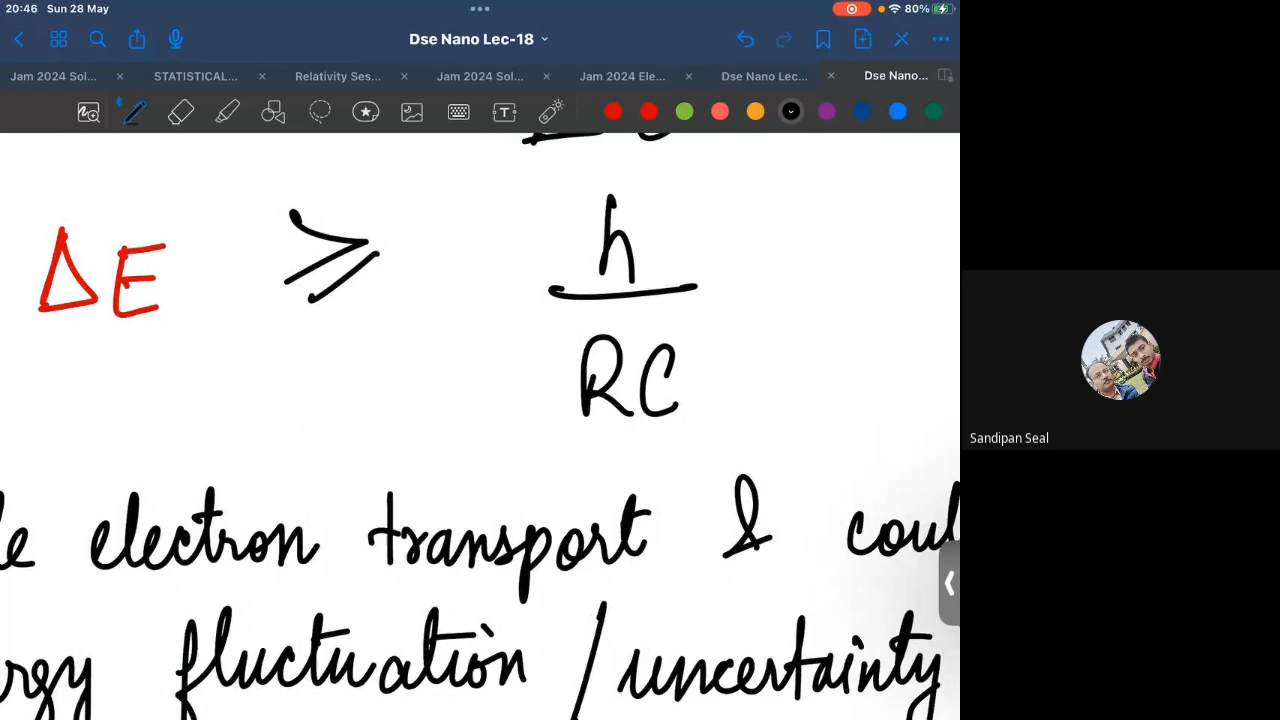 20:46 Sun 28 May 80%
Dse Nano Lec-18
Jam 2024 Sol... STATISTICAL... Relativity Ses... Jam 2024 Sol... Jam 2024 Ele... Dse Nano Lec... Dse Nano...
ΔE ⩾ h
RC
Sandipan Seal
electron transport &
fluctuation / uncertainty